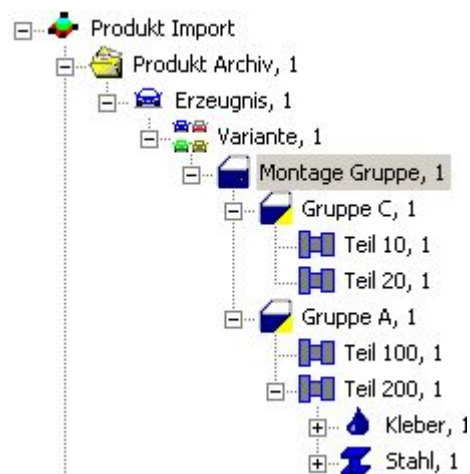 Produkt Import
Produkt Archiv, 1
Erzeugnis, 1
Variante, 1
Montage Gruppe, 1
Gruppe C, 1
Teil 10, 1
Teil 20, 1
Gruppe A, 1
Teil 100, 1
Teil 200, 1
Kleber, 1
Stahl, 1